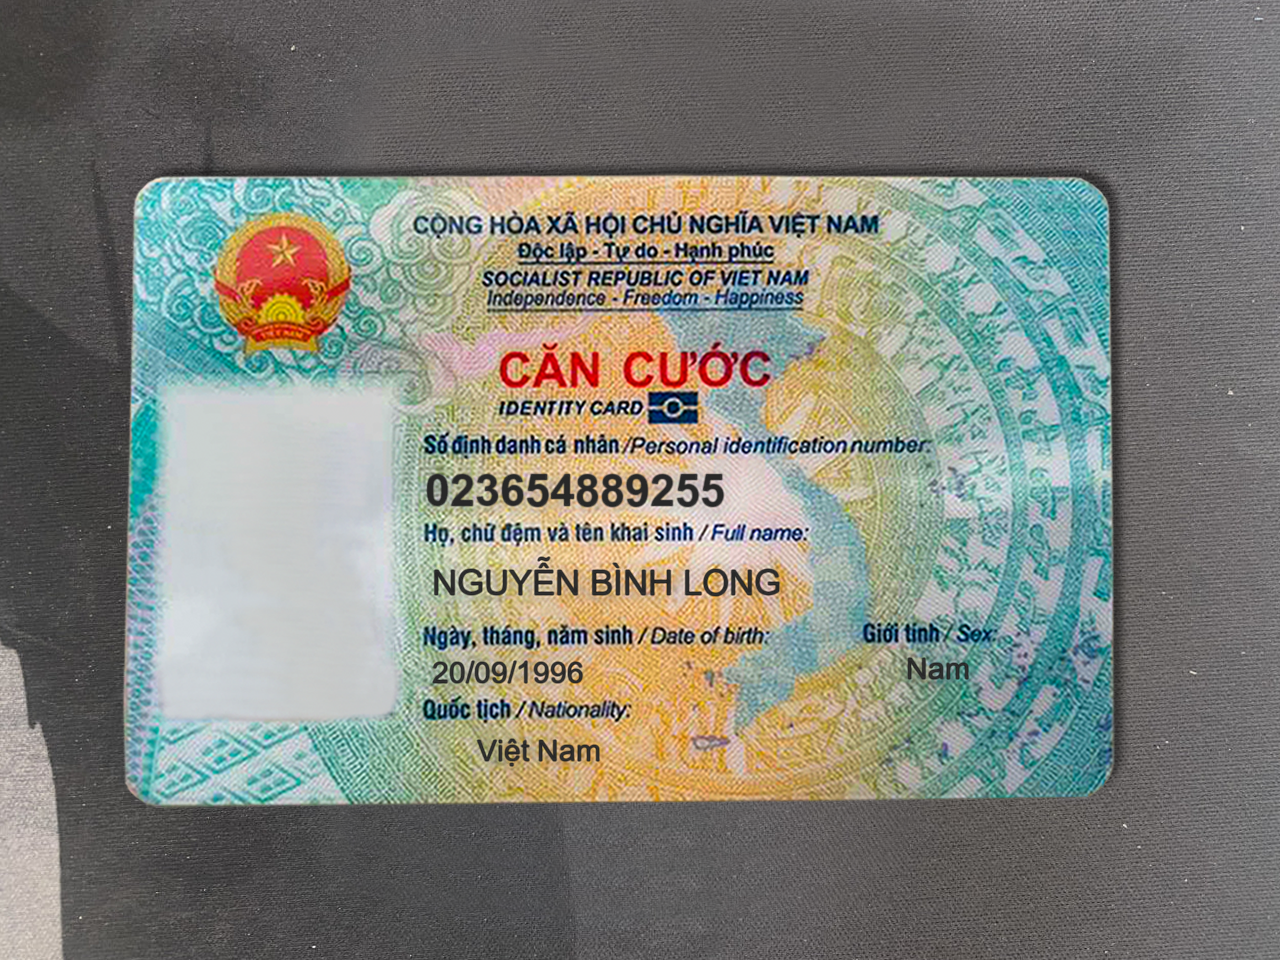 CỘNG HÒA XÃ HỘI CHỦ NGHĨA VIỆT NAM
Độc lập - Tự do - Hạnh phúc
SOCIALIST REPUBLIC OF VIET NAM
Independence - Freedom - Happiness
CĂN CƯỚC
IDENTITY CARD
Số định danh cá nhân /Personal identification number:
023654889255
Họ, chữ đệm và tên khai sinh / Full name:
NGUYỄN BÌNH LONG
Ngày, tháng, năm sinh / Date of birth: Giới tính / Sex:
20/09/1996 Nam
Quốc tịch / Nationality:
Việt Nam